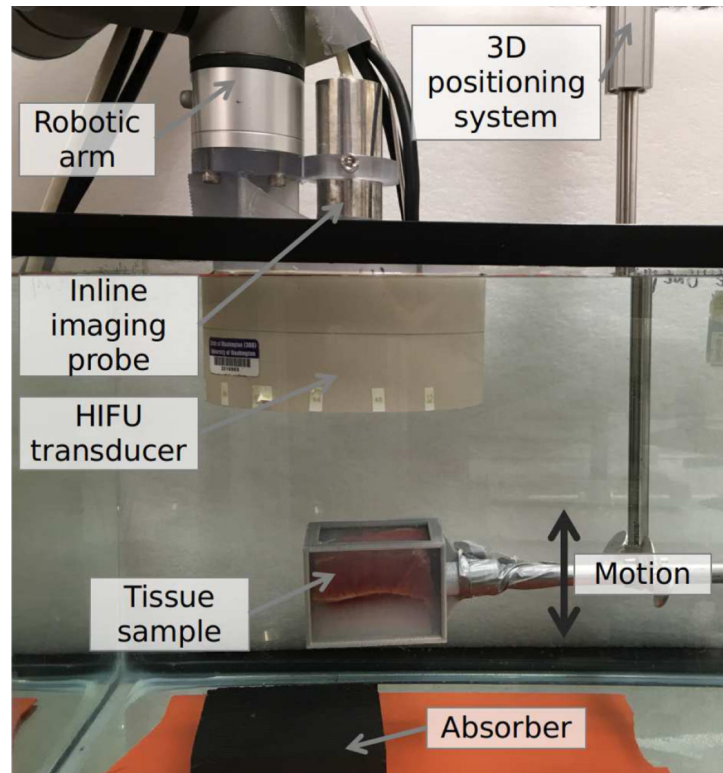 3D
positioning
system
Robotic
arm
Inline
imaging
probe
HIFU
transducer
Tissue
sample
Motion
Absorber